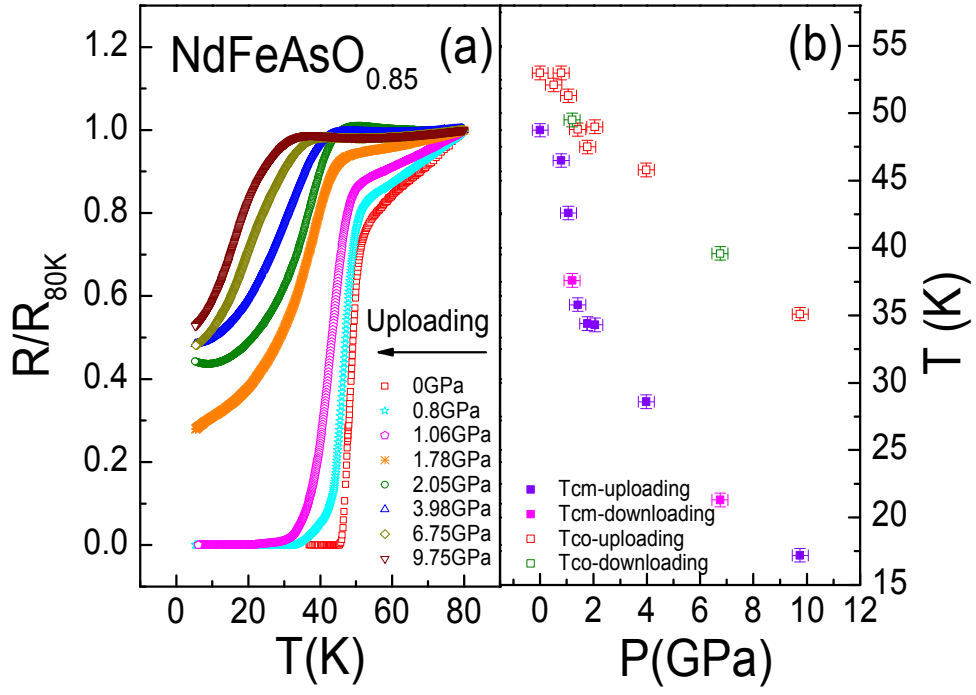 NdFeAsO0.85
(a)
R/R80K
1.2
1.0
0.8
0.6
0.4
0.2
0.0
Uploading
0GPa
0.8GPa
1.06GPa
1.78GPa
2.05GPa
3.98GPa
6.75GPa
9.75GPa
0 20 40 60 80
T(K)
(b)
Tcm-uploading
Tcm-downloading
Tco-uploading
Tco-downloading
0 2 4 6 8 10 12
P(GPa)
55
50
45
40
35
30
25
20
15
T (K)